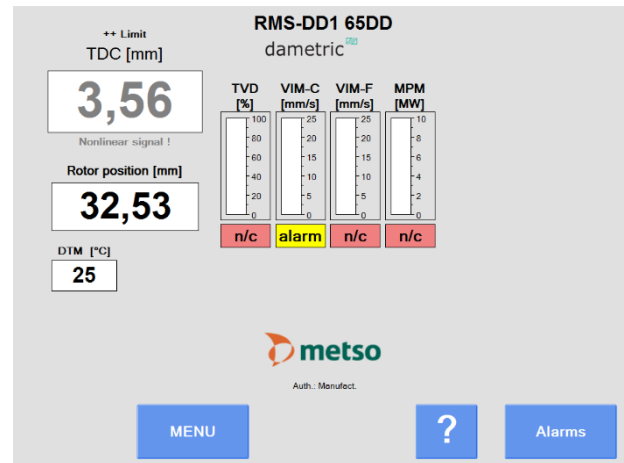 RMS-DD1 65DD
dametric
++ Limit
TDC [mm]
3,56
Nonlinear signal !
Rotor position [mm]
32,53
DTM [°C]
25
TVD VIM-C VIM-F MPM
[%] [mm/s] [mm/s] [MW]
100 25 25 10
80 20 20 8
60 15 15 6
40 10 10 4
20 5 5 2
0 0 0 0
n/c alarm n/c n/c
metso
Auth.: Manufact.
MENU ? Alarms